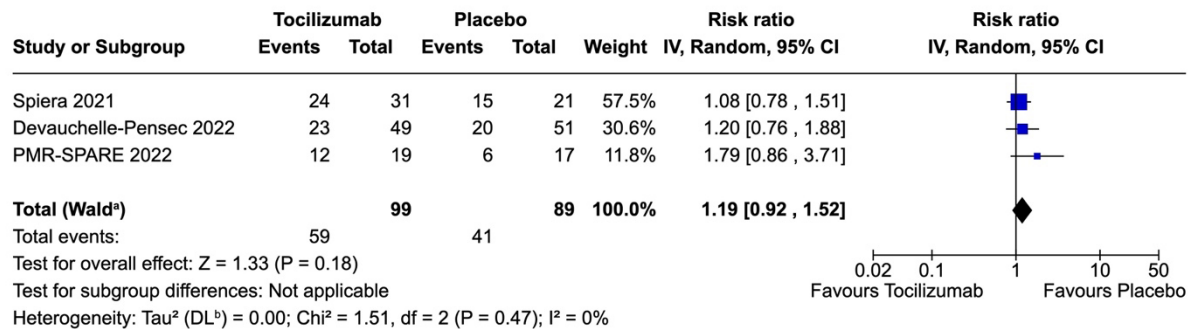 Tocilizumab Placebo Risk ratio Risk ratio
Study or Subgroup Events Total Events Total Weight IV, Random, 95% CI IV, Random, 95% CI
Spiera 2021 24 31 15 21 57.5% 1.08 [0.78 , 1.51]
Devauchelle-Pensec 2022 23 49 20 51 30.6% 1.20 [0.76 , 1.88]
PMR-SPARE 2022 12 19 6 17 11.8% 1.79 [0.86 , 3.71]
Total (Waldᵃ) 99 89 100.0% 1.19 [0.92 , 1.52]
Total events: 59 41
Test for overall effect: Z = 1.33 (P = 0.18)
0.02 0.1 1 10 50
Test for subgroup differences: Not applicable
Favours Tocilizumab Favours Placebo
Heterogeneity: Tau² (DLᵇ) = 0.00; Chi² = 1.51, df = 2 (P = 0.47); I² = 0%